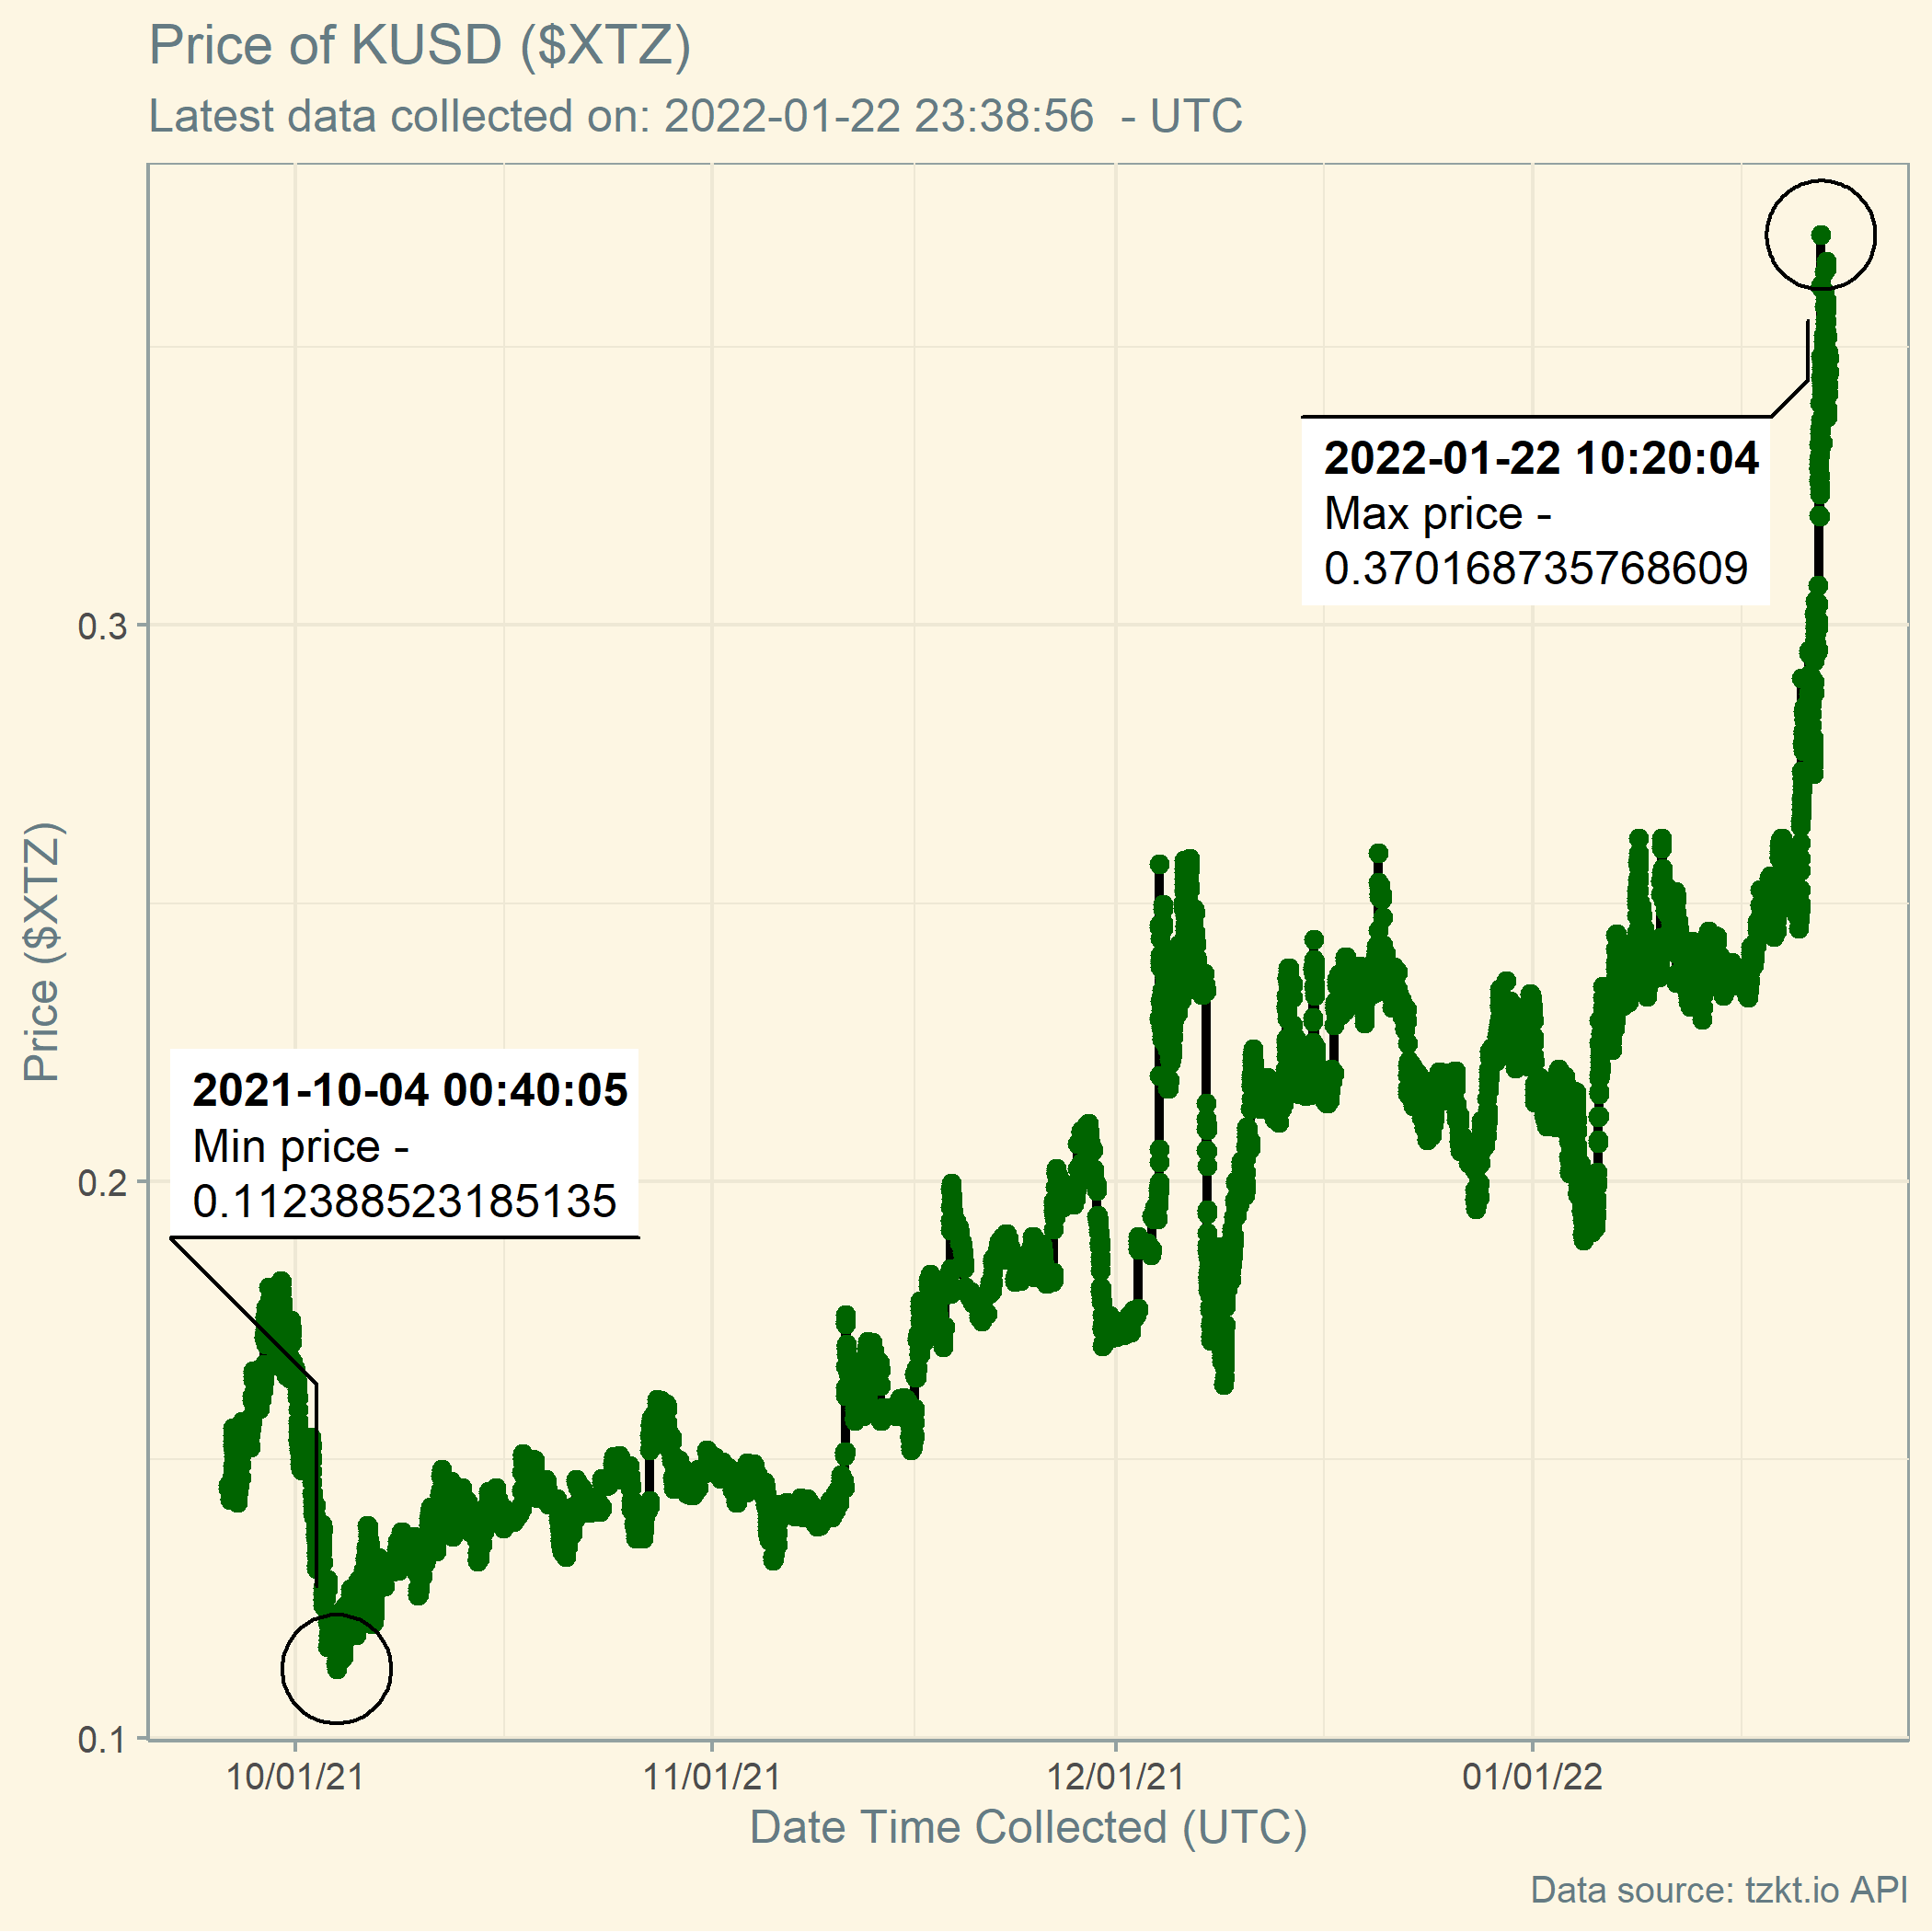 Price of KUSD ($XTZ)
Latest data collected on: 2022-01-22 23:38:56  - UTC
Price ($XTZ)
0.3
0.2
0.1
2022-01-22 10:20:04
Max price -
0.370168735768609
2021-10-04 00:40:05
Min price -
0.112388523185135
10/01/21
11/01/21
12/01/21
01/01/22
Date Time Collected (UTC)
Data source: tzkt.io API